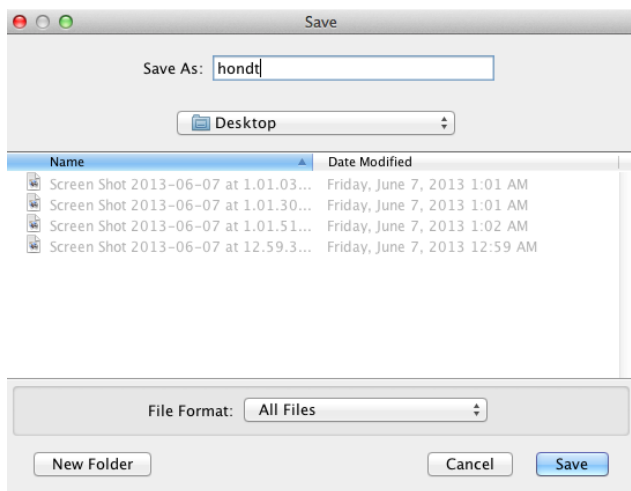 Save
Save As: hondt
Desktop
Name Date Modified
Screen Shot 2013-06-07 at 1.01.03... Friday, June 7, 2013 1:01 AM
Screen Shot 2013-06-07 at 1.01.30... Friday, June 7, 2013 1:01 AM
Screen Shot 2013-06-07 at 1.01.51... Friday, June 7, 2013 1:02 AM
Screen Shot 2013-06-07 at 12.59.3... Friday, June 7, 2013 12:59 AM
File Format: All Files
New Folder Cancel Save